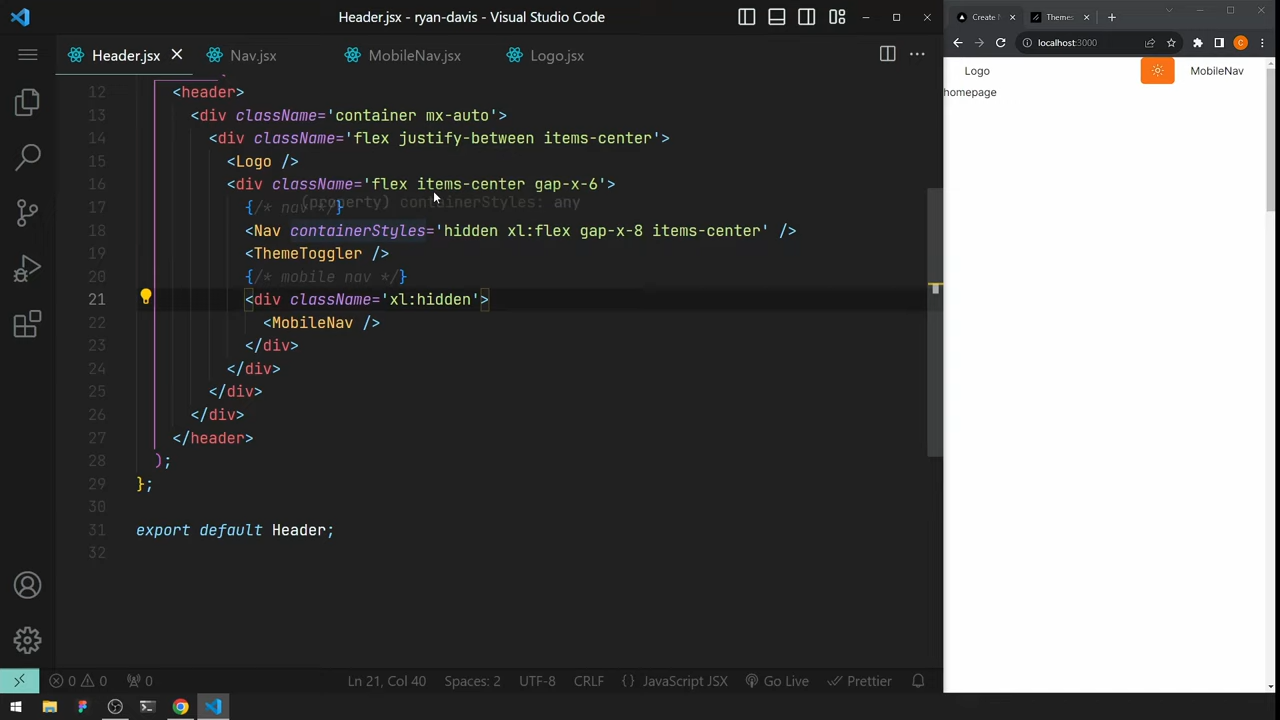 Header.jsx - ryan-davis - Visual Studio Code
Header.jsx
Nav.jsx
MobileNav.jsx
Logo.jsx
12 <header>
13 <div className='container mx-auto'>
14 <div className='flex justify-between items-center'>
15 <Logo />
16 <div className='flex items-center gap-x-6'>
(property) containerStyles: any
17 {/* nav */}
18 <Nav containerStyles='hidden xl:flex gap-x-8 items-center' />
19 <ThemeToggler />
20 {/* mobile nav */}
21 <div className='xl:hidden'>
22 <MobileNav />
23 </div>
24 </div>
25 </div>
26 </div>
27 </header>
28 );
29 };
30
31 export default Header;
32
0 0 0
Ln 21, Col 40
Spaces: 2
UTF-8
CRLF
{} JavaScript JSX
Go Live
Prettier
Create
Theme
localhost:3000
C
Logo
MobileNav
homepage